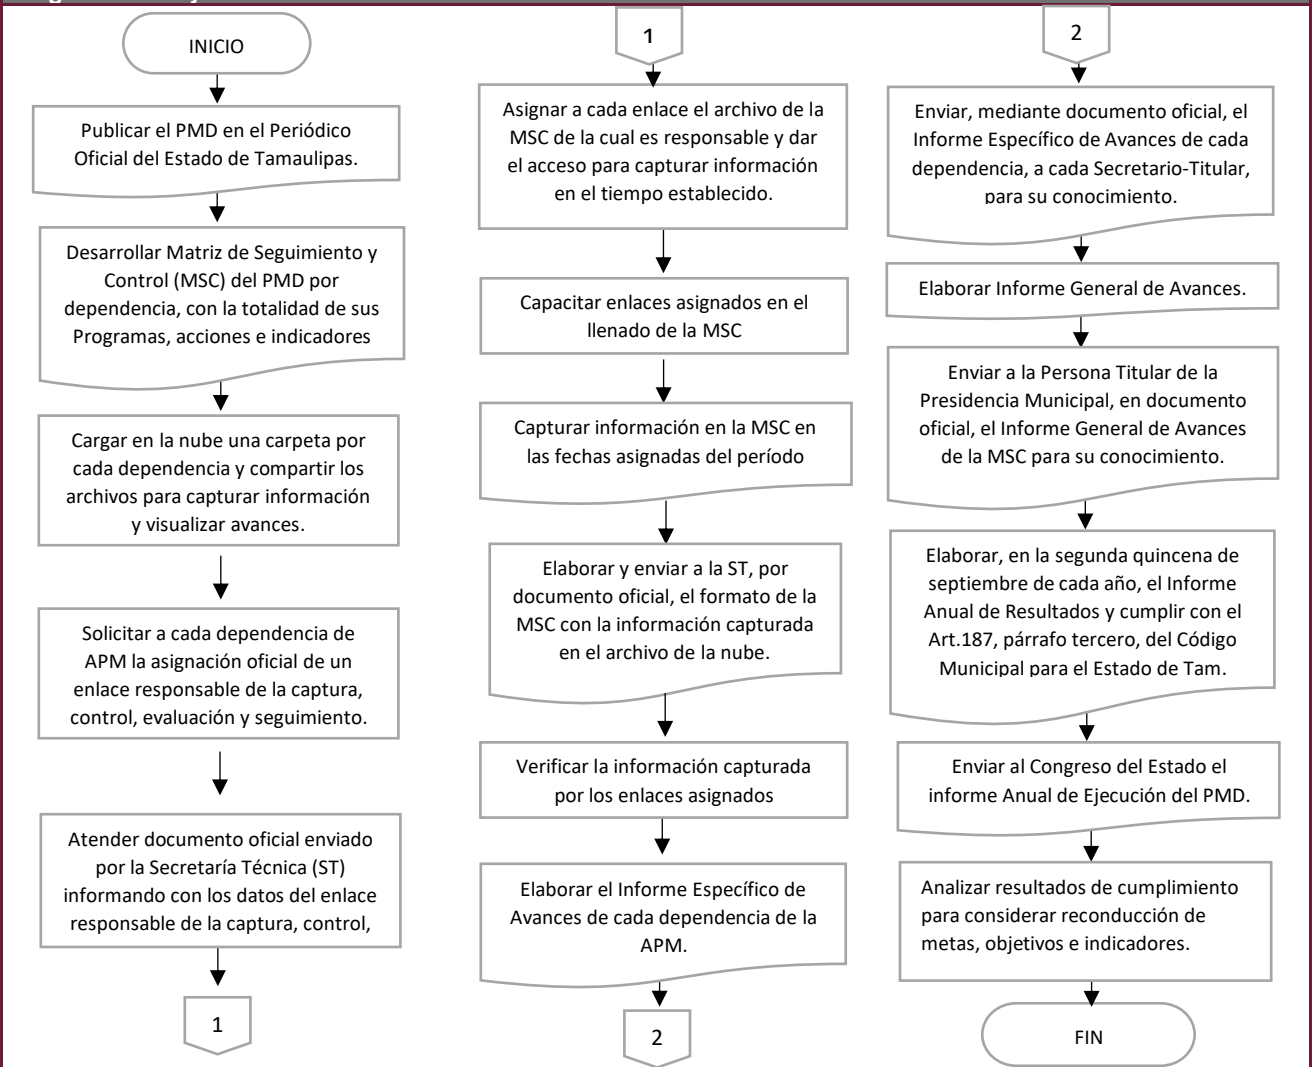 INICIO
Publicar el PMD en el Periódico
Oficial del Estado de Tamaulipas.
Desarrollar Matriz de Seguimiento y
Control (MSC) del PMD por
dependencia, con la totalidad de sus
Programas, acciones e indicadores
Cargar en la nube una carpeta por
cada dependencia y compartir los
archivos para capturar información
y visualizar avances.
Solicitar a cada dependencia de
APM la asignación oficial de un
enlace responsable de la captura,
control, evaluación y seguimiento.
Atender documento oficial enviado
por la Secretaría Técnica (ST)
informando con los datos del enlace
responsable de la captura, control,
1
1
Asignar a cada enlace el archivo de la
MSC de la cual es responsable y dar
el acceso para capturar información
en el tiempo establecido.
Capacitar enlaces asignados en el
llenado de la MSC
Capturar información en la MSC en
las fechas asignadas del período
Elaborar y enviar a la ST, por
documento oficial, el formato de la
MSC con la información capturada
en el archivo de la nube.
Verificar la información capturada
por los enlaces asignados
Elaborar el Informe Específico de
Avances de cada dependencia de la
APM.
2
2
Enviar, mediante documento oficial, el
Informe Específico de Avances de cada
dependencia, a cada Secretario-Titular,
para su conocimiento.
Elaborar Informe General de Avances.
Enviar a la Persona Titular de la
Presidencia Municipal, en documento
oficial, el Informe General de Avances
de la MSC para su conocimiento.
Elaborar, en la segunda quincena de
septiembre de cada año, el Informe
Anual de Resultados y cumplir con el
Art.187, párrafo tercero, del Código
Municipal para el Estado de Tam.
Enviar al Congreso del Estado el
informe Anual de Ejecución del PMD.
Analizar resultados de cumplimiento
para considerar reconducción de
metas, objetivos e indicadores.
FIN